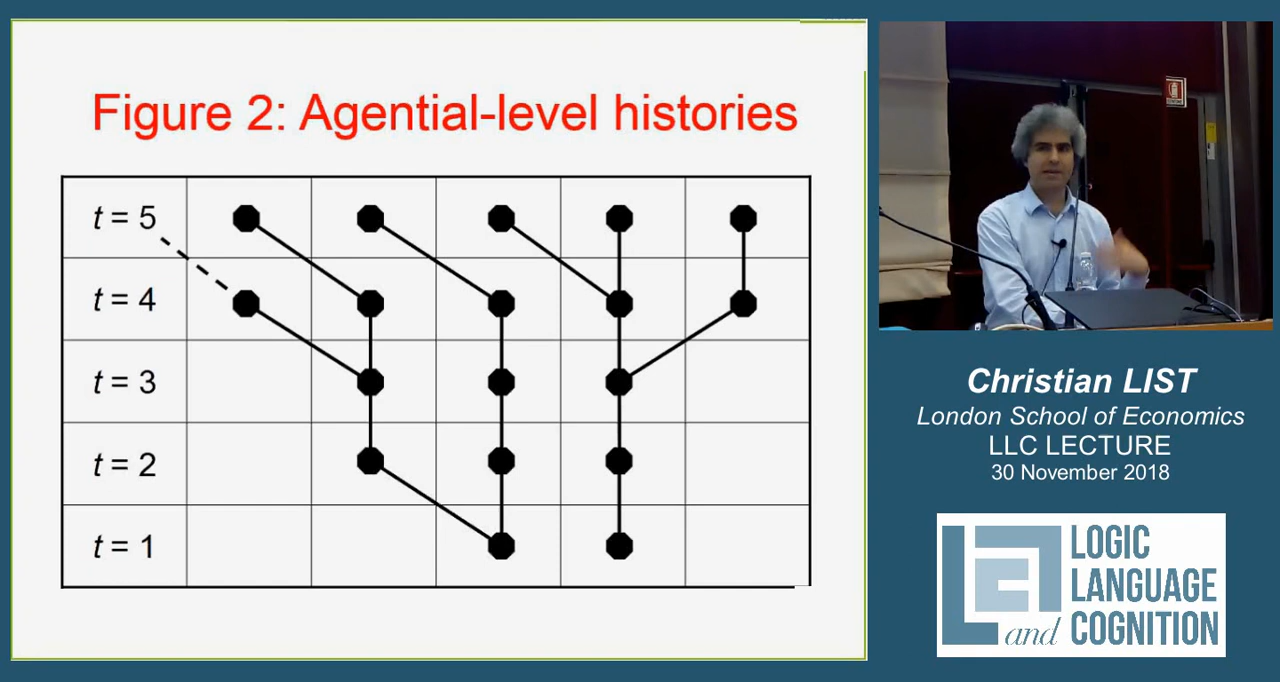 Figure 2: Agential-level histories
t = 5
t = 4
t = 3
t = 2
t = 1
Christian LIST
London School of Economics
LLC LECTURE
30 November 2018
LOGIC
LANGUAGE
and COGNITION